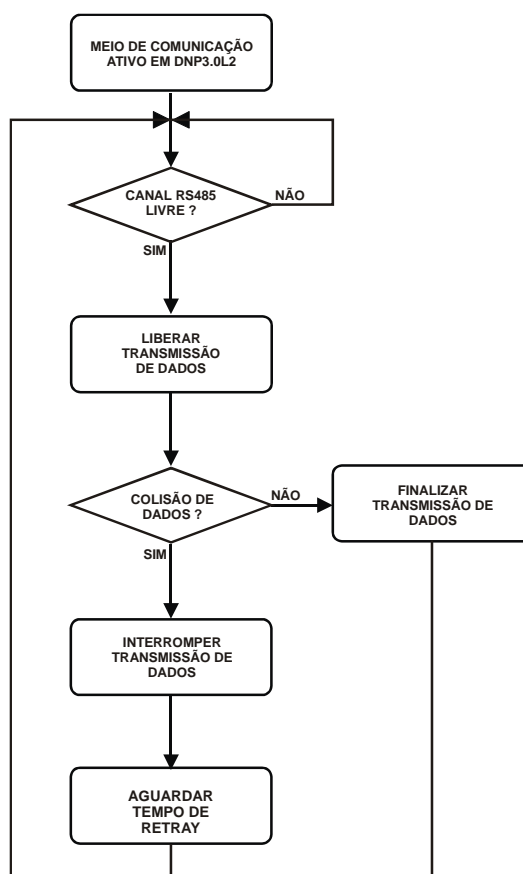 MEIO DE COMUNICAÇÃO
ATIVO EM DNP3.0L2
CANAL RS485
LIVRE ?
NÃO
SIM
LIBERAR
TRANSMISSÃO
DE DADOS
COLISÃO DE
DADOS ?
NÃO
FINALIZAR
TRANSMISSÃO DE
DADOS
SIM
INTERROMPER
TRANSMISSÃO DE
DADOS
AGUARDAR
TEMPO DE
RETRAY